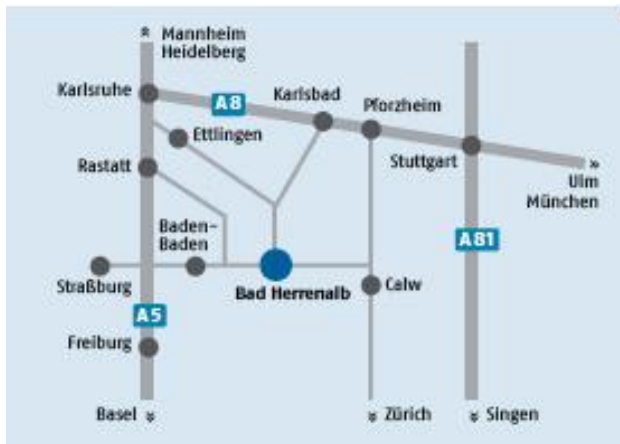 Mannheim
Heidelberg
Karlsruhe
A8
Karlsbad
Pforzheim
Ettlingen
Rastatt
Stuttgart
Ulm
München
Baden-
Baden
A81
Straßburg
Bad Herrenalb
Calw
A5
Freiburg
Basel
Zürich
Singen